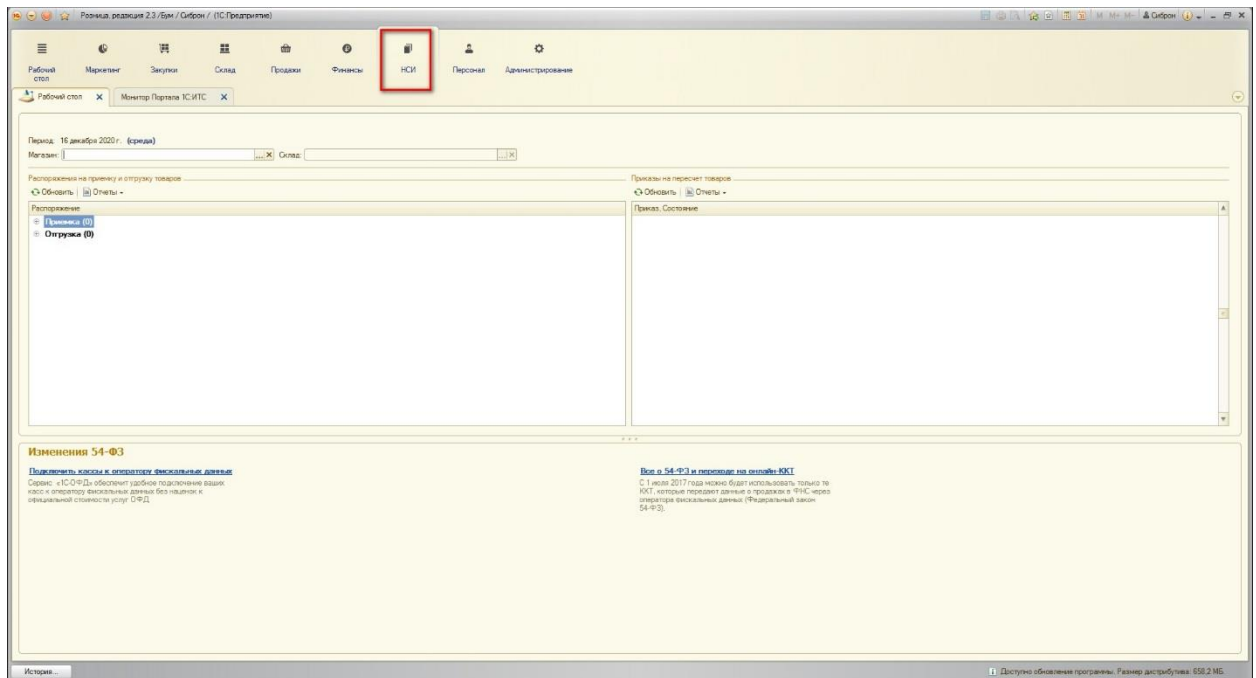 Розница, редакция 2.3 /Бум / Сиброн / (1С:Предприятие)
M M+ M- Сиброн
Рабочий стол Маркетинг Закупки Склад Продажи Финансы НСИ Персонал Администрирование
Рабочий стол Монитор Портала 1С:ИТС
Период: 16 декабря 2020 г. (среда)
Магазин: Склад:
Распоряжения на приемку и отгрузку товаров Приказы на пересчет товаров
Обновить Отчеты Обновить Отчеты
Распоряжение Приказ, Состояние
Приемка (0)
Отгрузка (0)
Изменения 54-ФЗ
Подключить кассы к оператору фискальных данных
Сервис «1С-ОФД» обеспечит удобное подключение ваших
касс к оператору фискальных данных без наценок к
официальной стоимости услуг ОФД.
Все о 54-ФЗ и переходе на онлайн-ККТ
С 1 июля 2017 года можно будет использовать только те
ККТ, которые передают данные о продажах в ФНС через
оператора фискальных данных (Федеральный закон
54-ФЗ).
История...
Доступно обновление программы. Размер дистрибутива: 658,2 МБ.